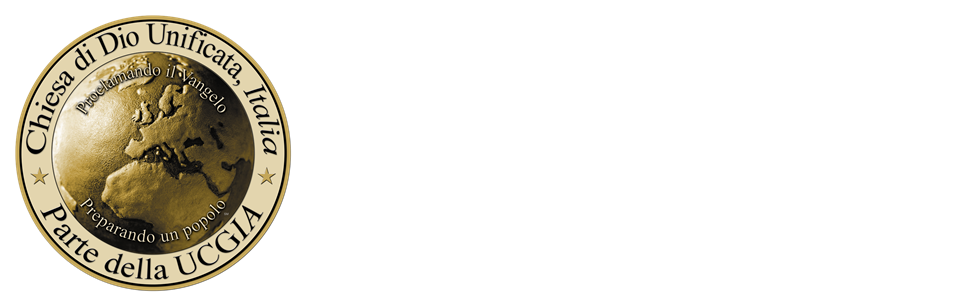 Chiesa di Dio Unificata, Italia
Proclamando il Vangelo
Preparando un popolo
Parte della UCGIA